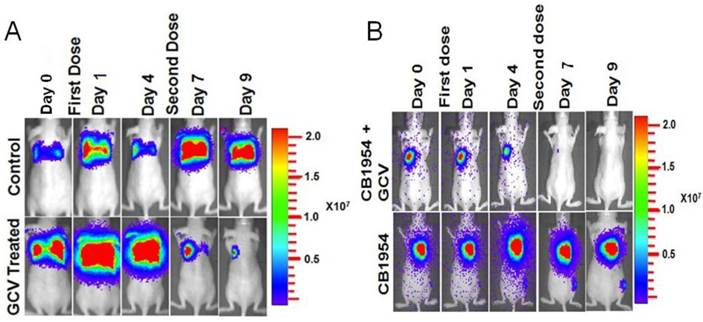 A
Day 0
First Dose
Day 1
Day 4
Second Dose
Day 7
Day 9
Control
GCV Treated
2.0
1.5
X10⁷
1.0
0.5
B
Day 0
First dose
Day 1
Day 4
Second dose
Day 7
Day 9
CB1954 +
GCV
CB1954
2.0
1.5
X10⁷
1.0
0.5